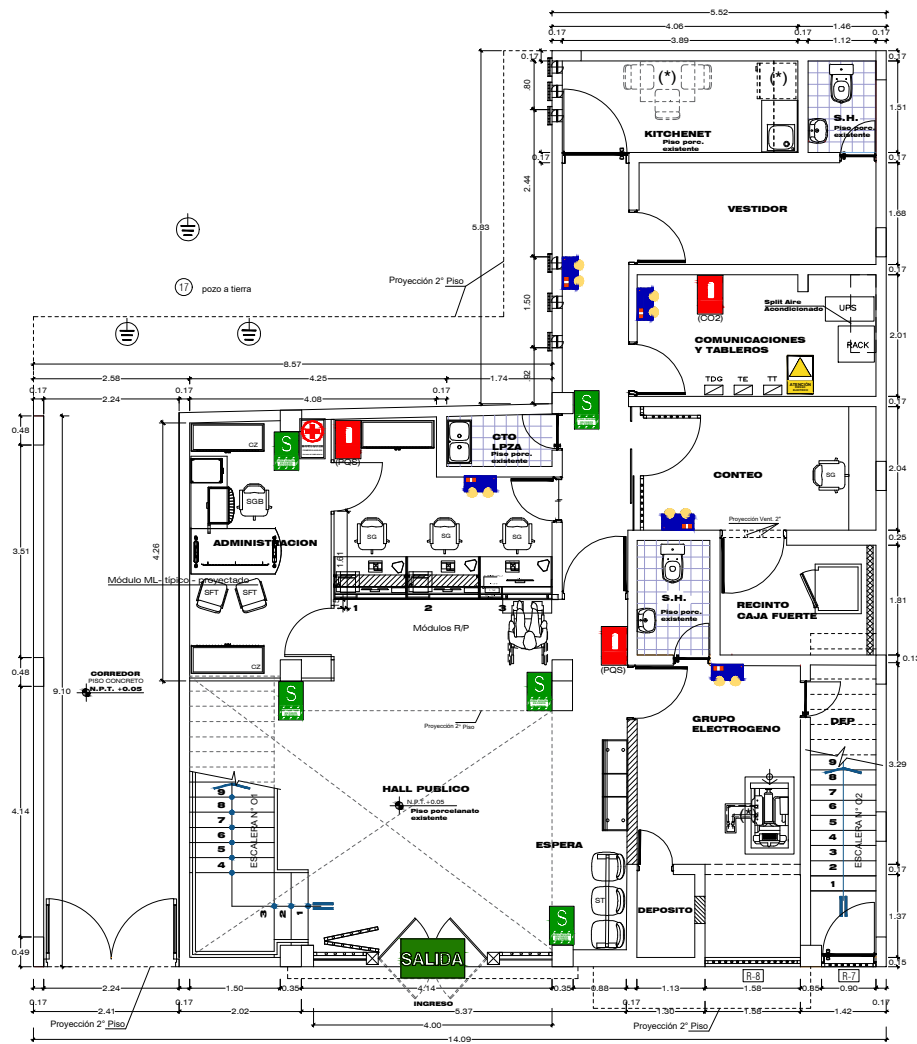 5.52
4.06
1.46
0.17
3.89
0.17
1.12
0.17
0.17
.80
(*)
(*)
1.51
S.H.
Piso porc.
existente
KITCHENET
Piso porc.
existente
0.17
0.17
2.44
VESTIDOR
1.68
5.83
17
pozo a tierra
Proyección 2° Piso
0.17
1.50
(CO2)
Split Aire
Acondicionado
UPS
COMUNICACIONES
Y TABLEROS
RACK
2.01
8.57
.92
TDG
TE
TT
ATENCIÓN
2.58
4.25
1.74
0.17
2.24
0.17
4.08
0.17
0.17
0.48
S
S
CZ
(PQS)
CTO
LPZA
Piso porc.
existente
CONTEO
SG
2.04
SGB
SG
SG
SG
Proyección Vent. 2°
0.25
3.51
4.26
ADMINISTRACION
1.61
Módulo ML- típico - proyectado
SFT
SFT
1
2
3
Módulos R/P
S.H.
Piso porc.
existente
RECINTO
CAJA FUERTE
1.81
0.48
CORREDOR
PISO CONCRETO
N.P.T. +0.05
9.10
CZ
S
S
(PQS)
0.13
Proyección 2° Piso
GRUPO
ELECTROGENO
DEP
3.29
HALL PUBLICO
N.P.T.+0.05
Piso porcelanato
existente
9
8
7
6
5
4
3
2
1
ESCALERA N° O1
9
8
7
6
5
4
3
2
1
ESCALERA N° O2
4.14
ESPERA
ST
DEPOSITO
0.17
1.37
S
0.49
SALIDA
0.15
R-8
R-7
INGRESO
2.24
1.50
0.35
4.14
0.35
0.88
1.13
1.58
0.85
0.90
0.17
0.17
0.17
0.17
2.41
2.02
5.37
1.30
1.58
1.42
Proyección 2° Piso
4.00
Proyección 2° Piso
14.09